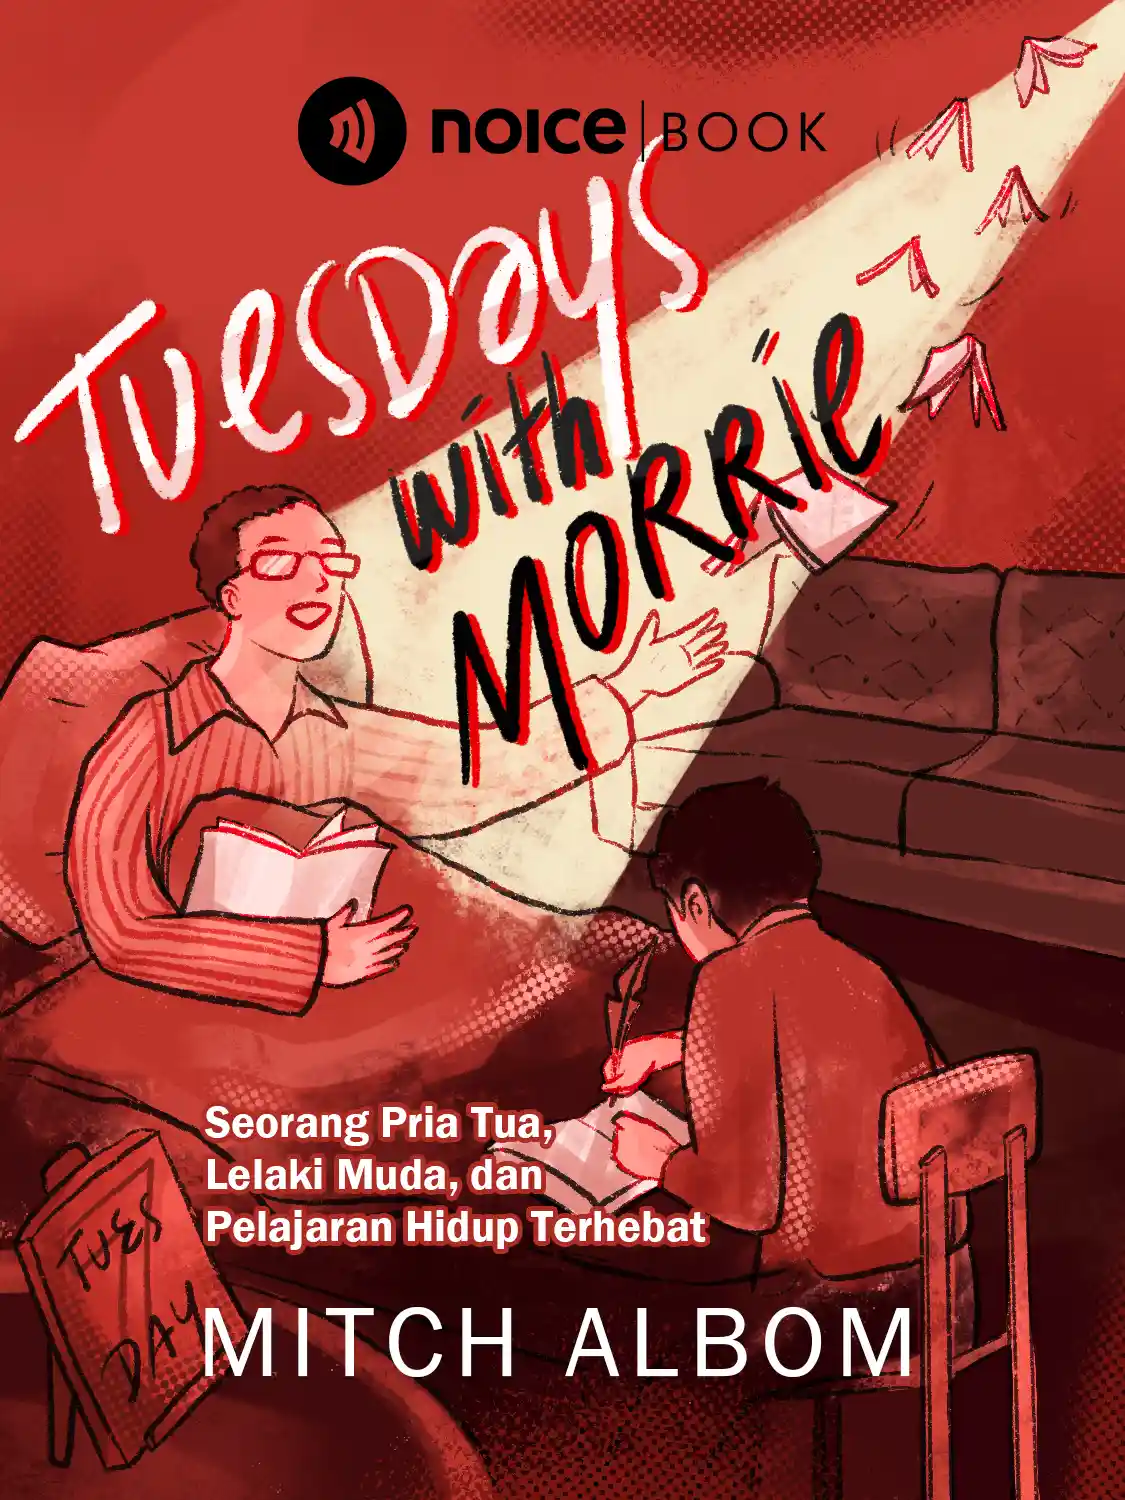 noice | BOOK
TUESDAYS
with
MORRIE
Seorang Pria Tua,
Lelaki Muda, dan
Pelajaran Hidup Terhebat
TUES
DAY
MITCH ALBOM